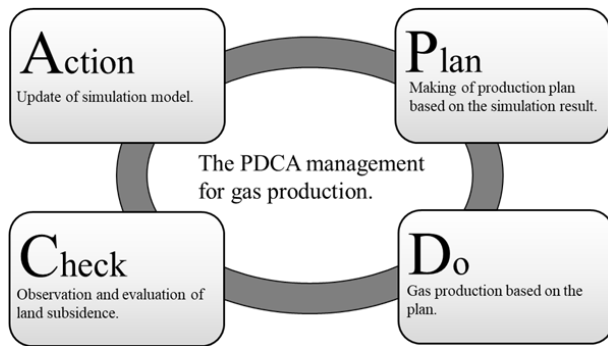 Action
Update of simulation model.
Plan
Making of production plan
based on the simulation result.
The PDCA management
for gas production.
Check
Observation and evaluation of
land subsidence.
Do
Gas production based on the
plan.